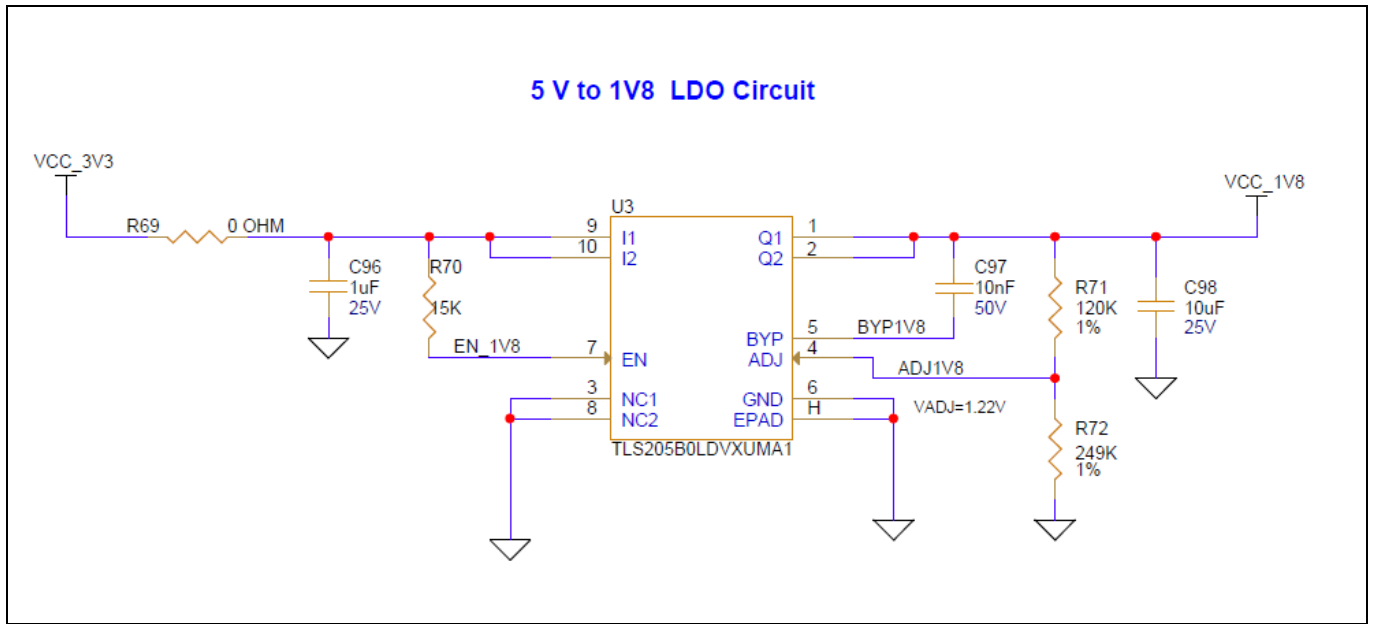 5 V to 1V8 LDO Circuit
VCC_3V3
VCC_1V8
R69 0 OHM
U3
9 I1 Q1 1
10 I2 Q2 2
C96
1uF
25V
R70
15K
C97
10nF
50V
R71
120K
1%
C98
10uF
25V
BYP 5 BYP1V8
EN_1V8 7 EN ADJ 4
ADJ1V8
3 NC1 GND 6
8 NC2 EPAD H
VADJ=1.22V
R72
249K
1%
TLS205B0LDVXUMA1